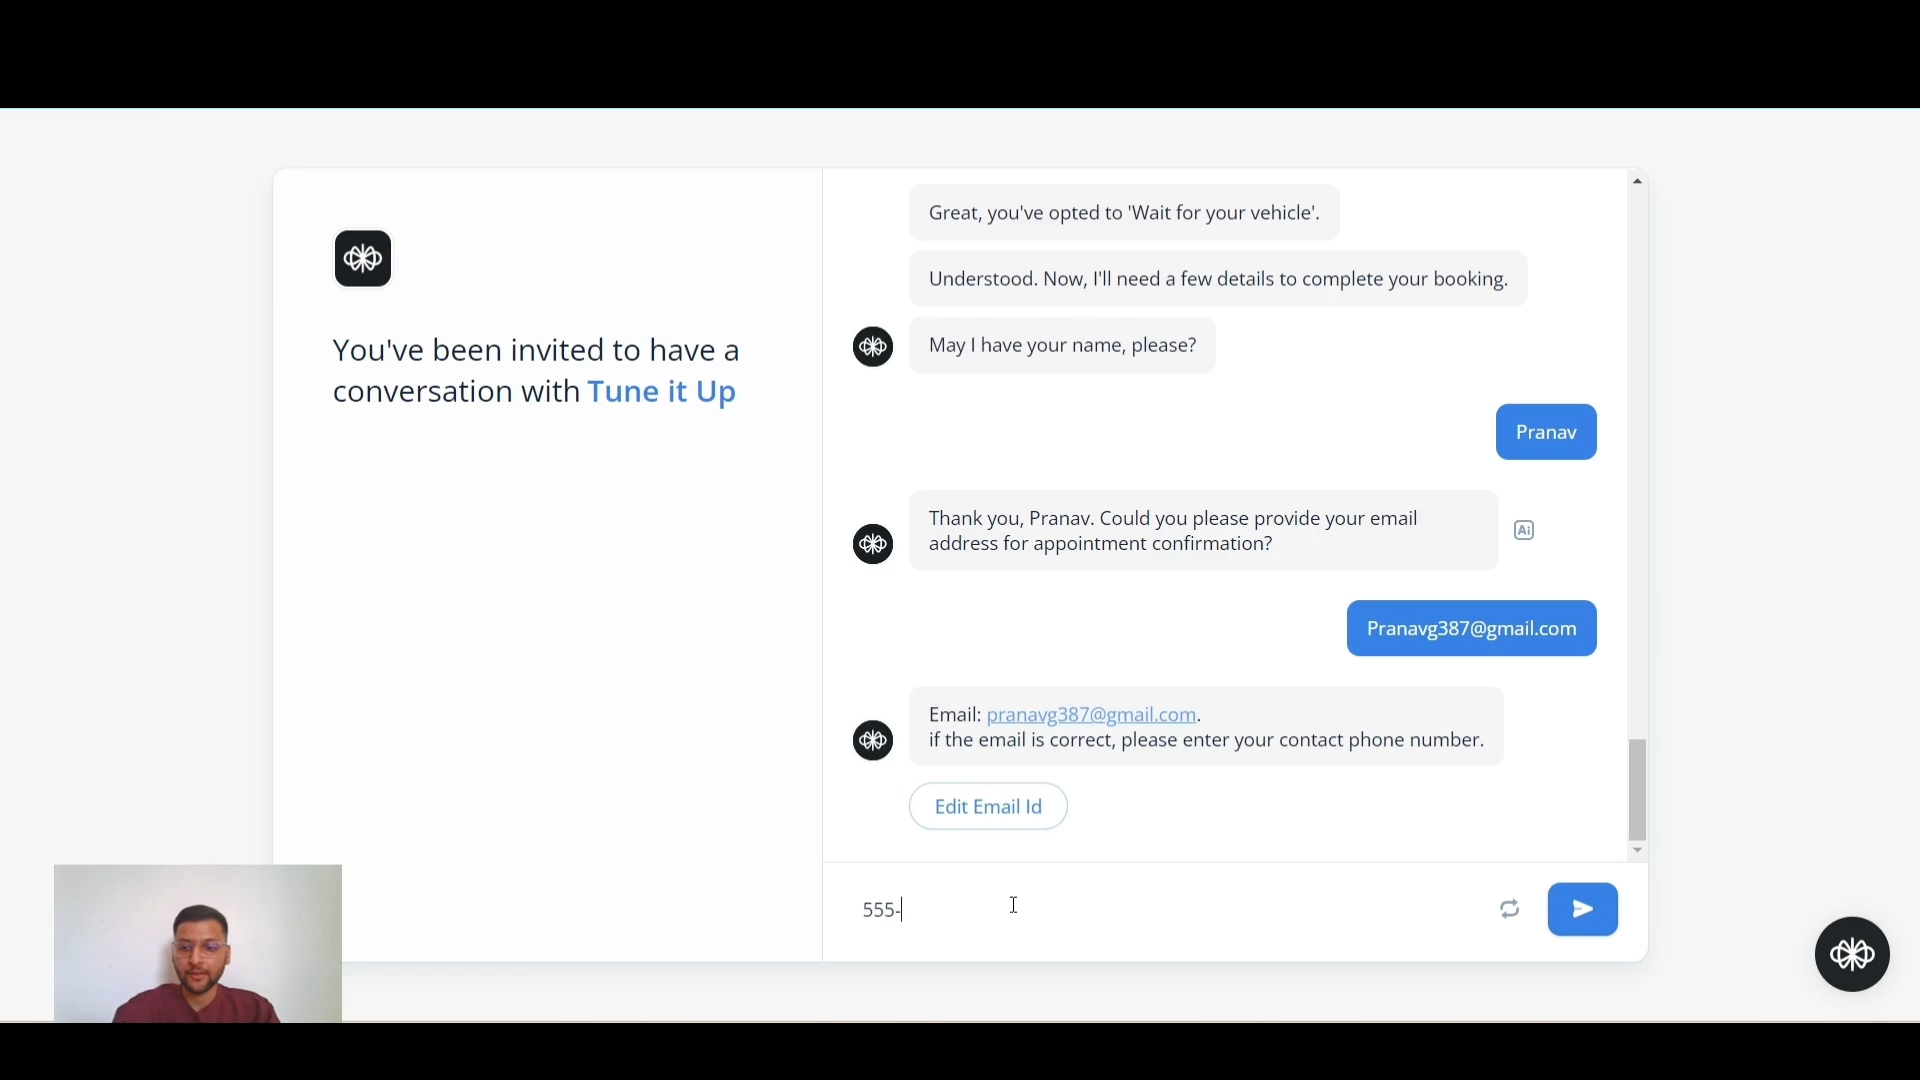 You've been invited to have a
conversation with Tune it Up
Great, you've opted to 'Wait for your vehicle'.
Understood. Now, I'll need a few details to complete your booking.
May I have your name, please?
Pranav
Thank you, Pranav. Could you please provide your email
address for appointment confirmation?
Ai
Pranavg387@gmail.com
Email: pranavg387@gmail.com.
if the email is correct, please enter your contact phone number.
Edit Email Id
555-